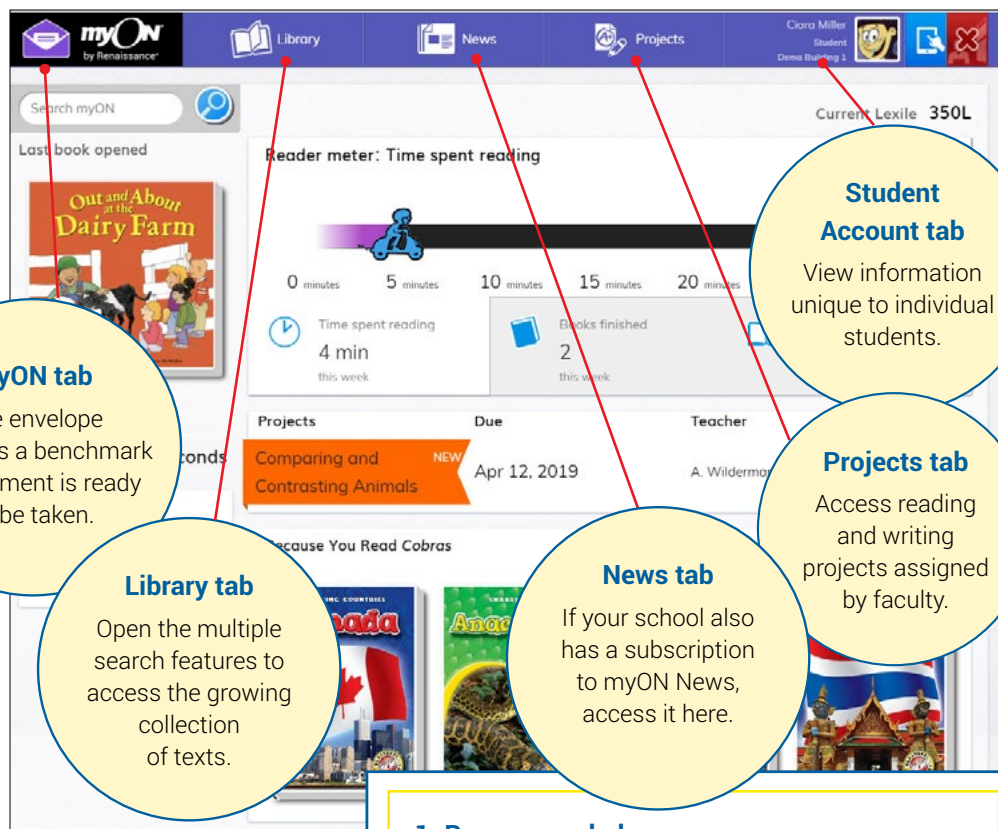 myON
by Renaissance
Library
News
Projects
Ciara Miller
Student
Demo Building 1
Search myON
Current Lexile 350L
Last book opened
Reader meter: Time spent reading
Out and About
at the
Dairy Farm
0 minutes
5 minutes
10 minutes
15 minutes
20 minutes
Time spent reading
4 min
this week
Books finished
2
this week
Student
Account tab
View information
unique to individual
students.
yON tab
envelope
a benchmark
ment is ready
be taken.
onds
Projects
Due
Teacher
Comparing and
Contrasting Animals
NEW
Apr 12, 2019
A. Wilderman
Projects tab
Access reading
and writing
projects assigned
by faculty.
Because You Read Cobras
Library tab
Open the multiple
search features to
access the growing
collection
of texts.
News tab
If your school also
has a subscription
to myON News,
access it here.